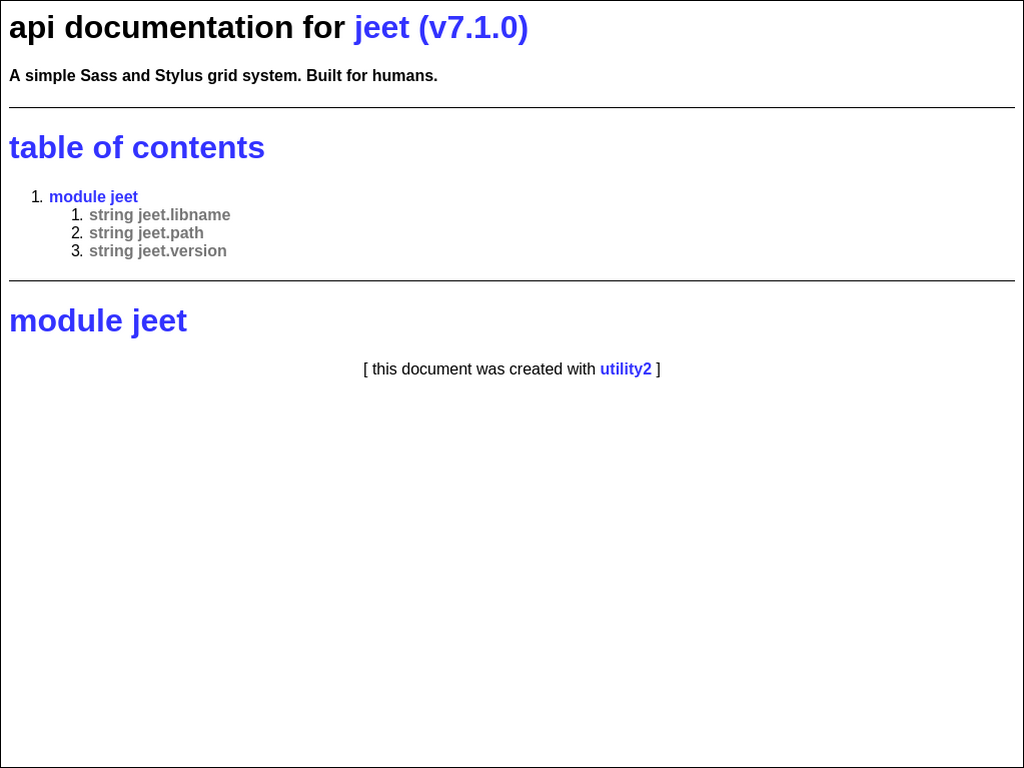 api documentation for jeet (v7.1.0)
A simple Sass and Stylus grid system. Built for humans.
table of contents
1. module jeet
1. string jeet.libname
2. string jeet.path
3. string jeet.version
module jeet
[ this document was created with utility2 ]